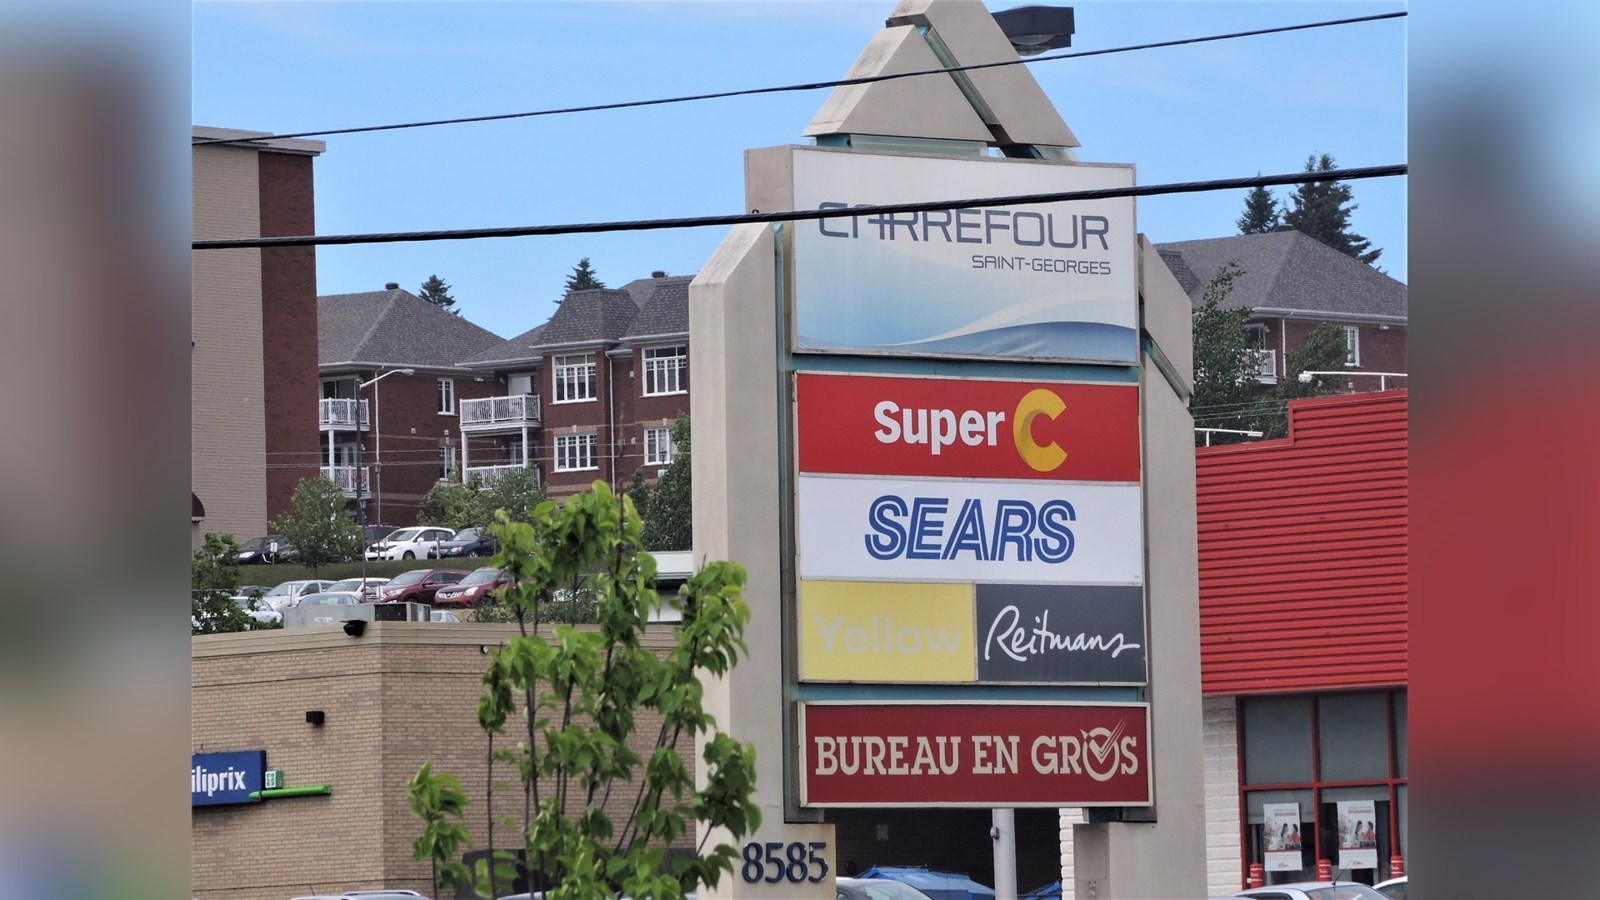 CARREFOUR
SAINT-GEORGES
Super C
SEARS
Yellow
Reitmans
BUREAU EN GROS
8585
iliprix